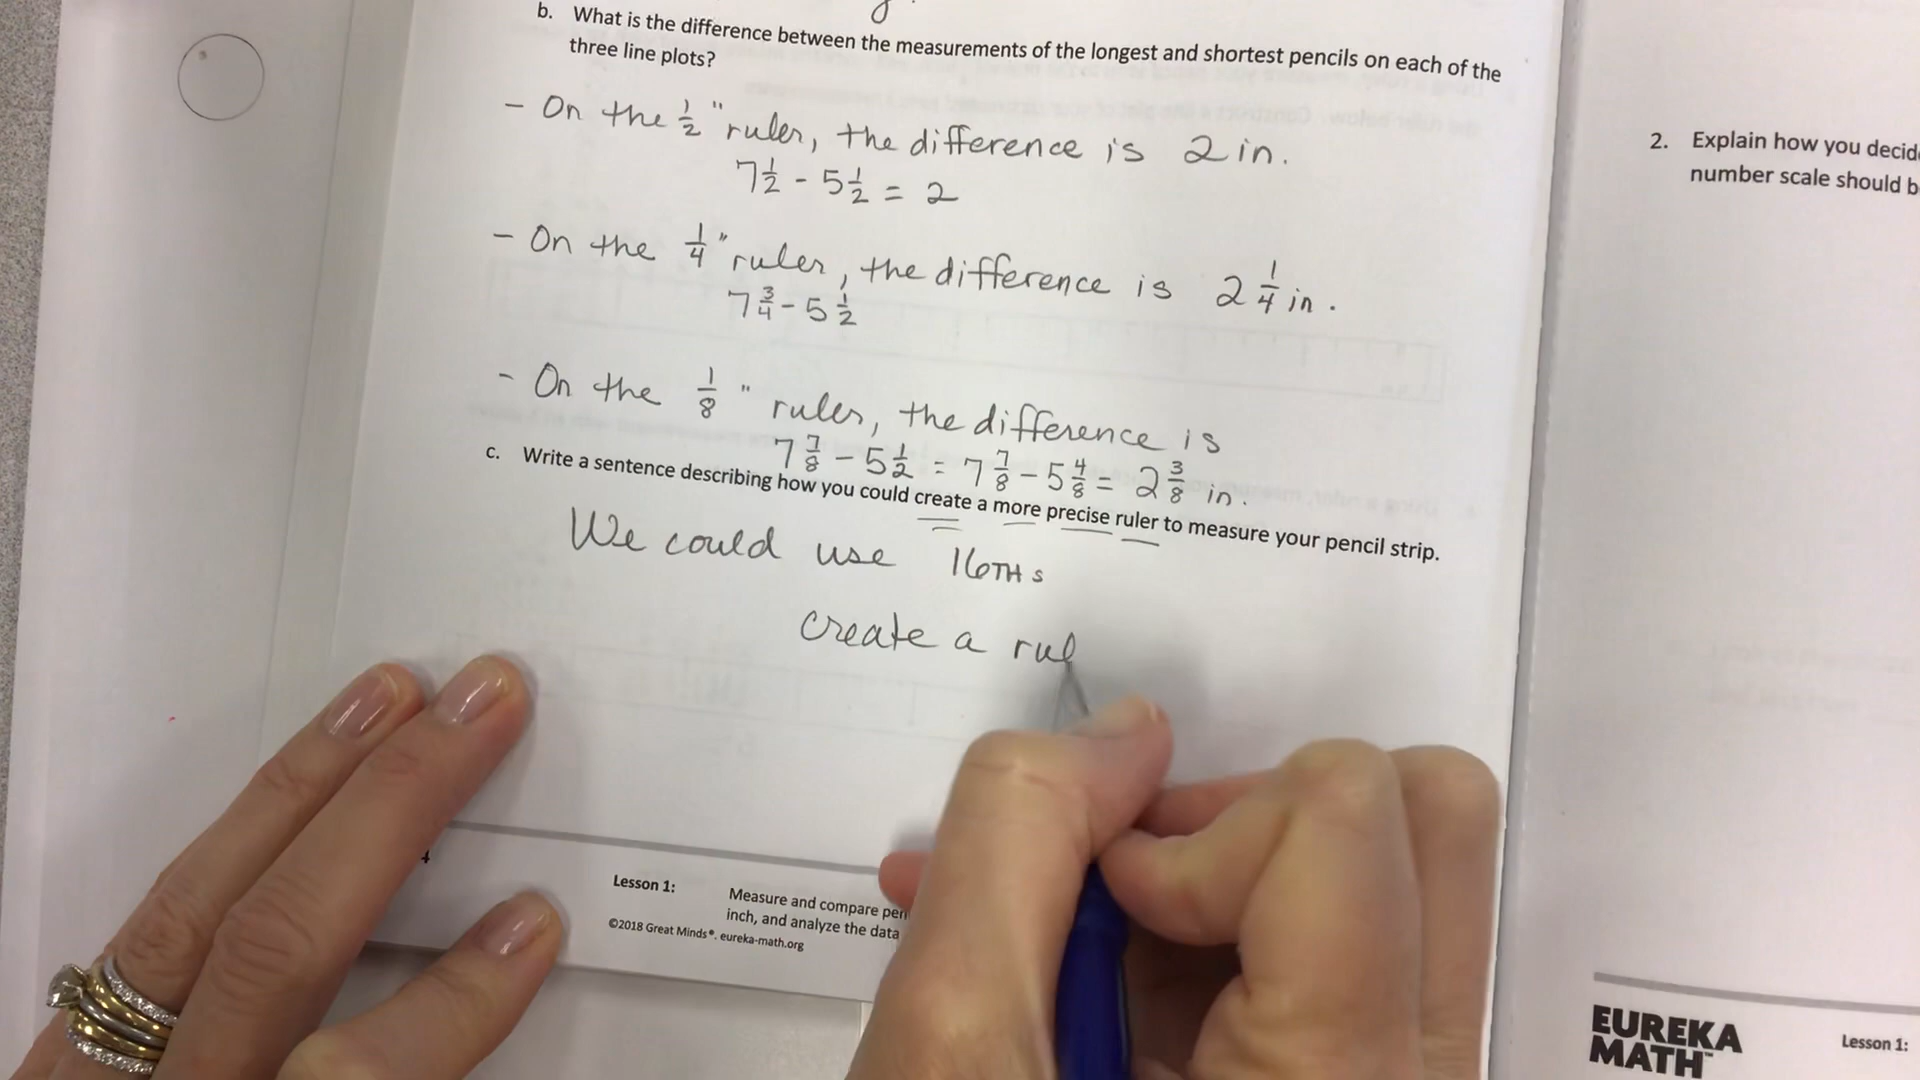 b. What is the difference between the measurements of the longest and shortest pencils on each of the
three line plots?
- On the 1/2" ruler, the difference is 2 in.
7 1/2 - 5 1/2 = 2
- On the 1/4" ruler, the difference is 2 1/4 in.
7 3/4 - 5 1/2
- On the 1/8" ruler, the difference is
7 7/8 - 5 1/2 = 7 7/8 - 5 4/8 = 2 3/8 in.
c. Write a sentence describing how you could create a more precise ruler to measure your pencil strip.
We could use 16THs
create a rul
4
Lesson 1: Measure and compare pen
inch, and analyze the data
©2018 Great Minds®. eureka-math.org
2. Explain how you decid
number scale should b
EUREKA
MATH™
Lesson 1: